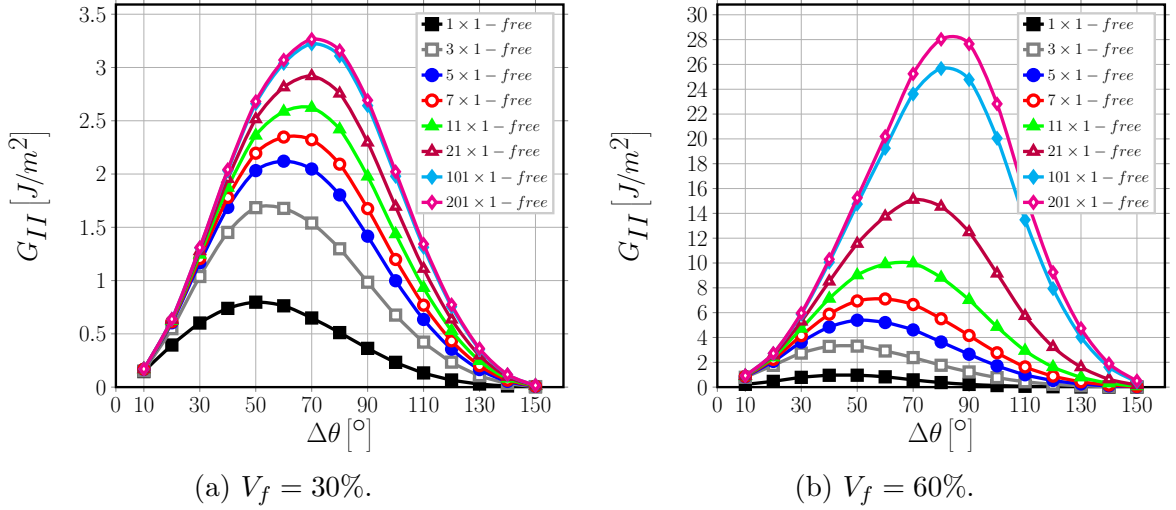 3.5
3
2.5
2
1.5
1
0.5
0
G_{II} [J/m^2]
0 10 30 50 70 90 110 130 150
Δθ [°]
1 × 1 − free
3 × 1 − free
5 × 1 − free
7 × 1 − free
11 × 1 − free
21 × 1 − free
101 × 1 − free
201 × 1 − free
(a) V_f = 30%.
30
28
26
24
22
20
18
16
14
12
10
8
6
4
2
0
G_{II} [J/m^2]
0 10 30 50 70 90 110 130 150
Δθ [°]
1 × 1 − free
3 × 1 − free
5 × 1 − free
7 × 1 − free
11 × 1 − free
21 × 1 − free
101 × 1 − free
201 × 1 − free
(b) V_f = 60%.